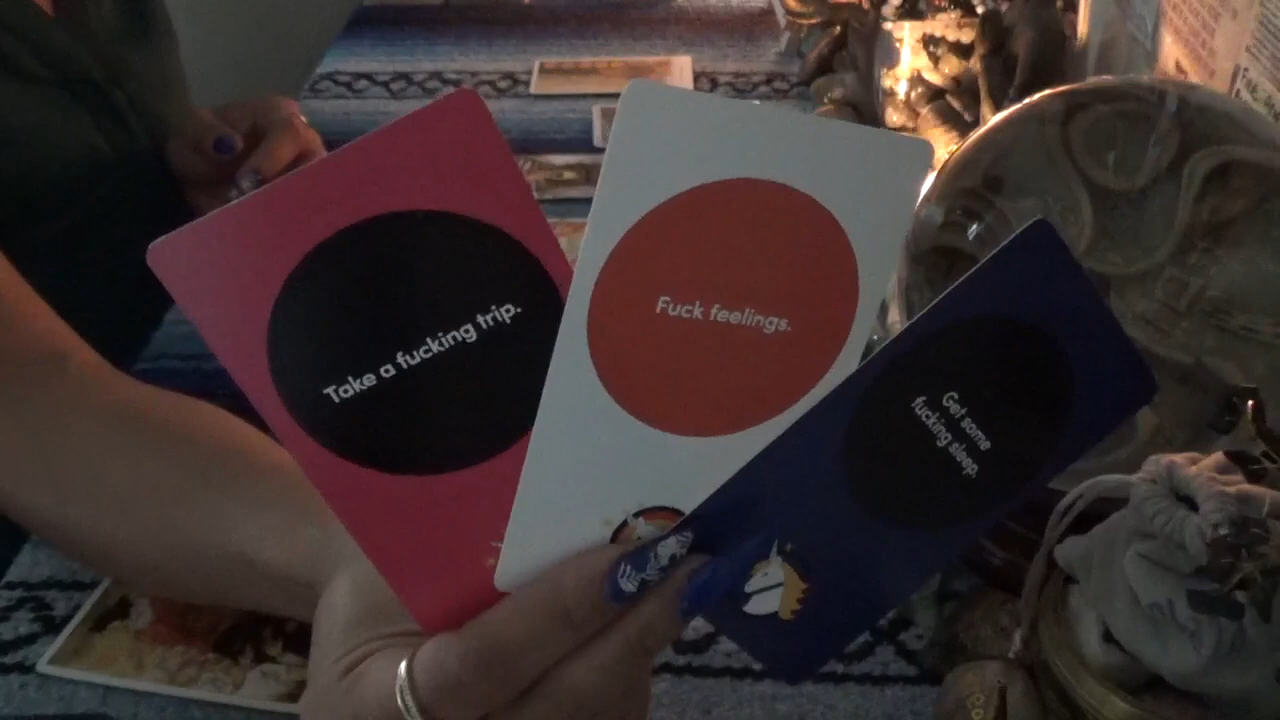 Take a fucking trip.
Fuck feelings.
Get some
fucking sleep.